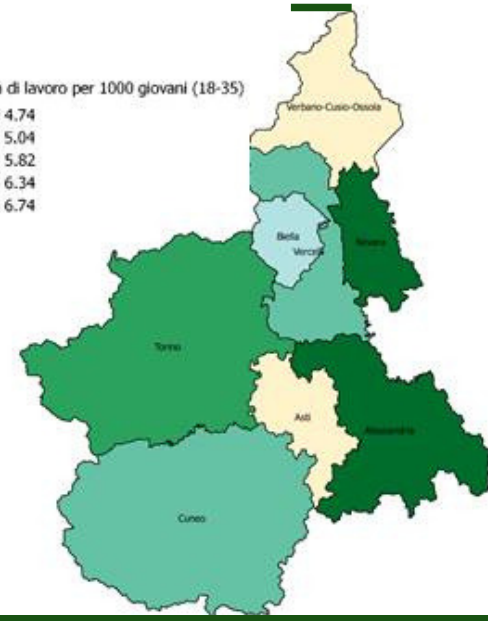 di lavoro per 1000 giovani (18-35)
4.74
5.04
5.82
6.34
6.74
Verbano-Cusio-Ossola
Biella
Novara
Vercelli
Torino
Asti
Alessandria
Cuneo